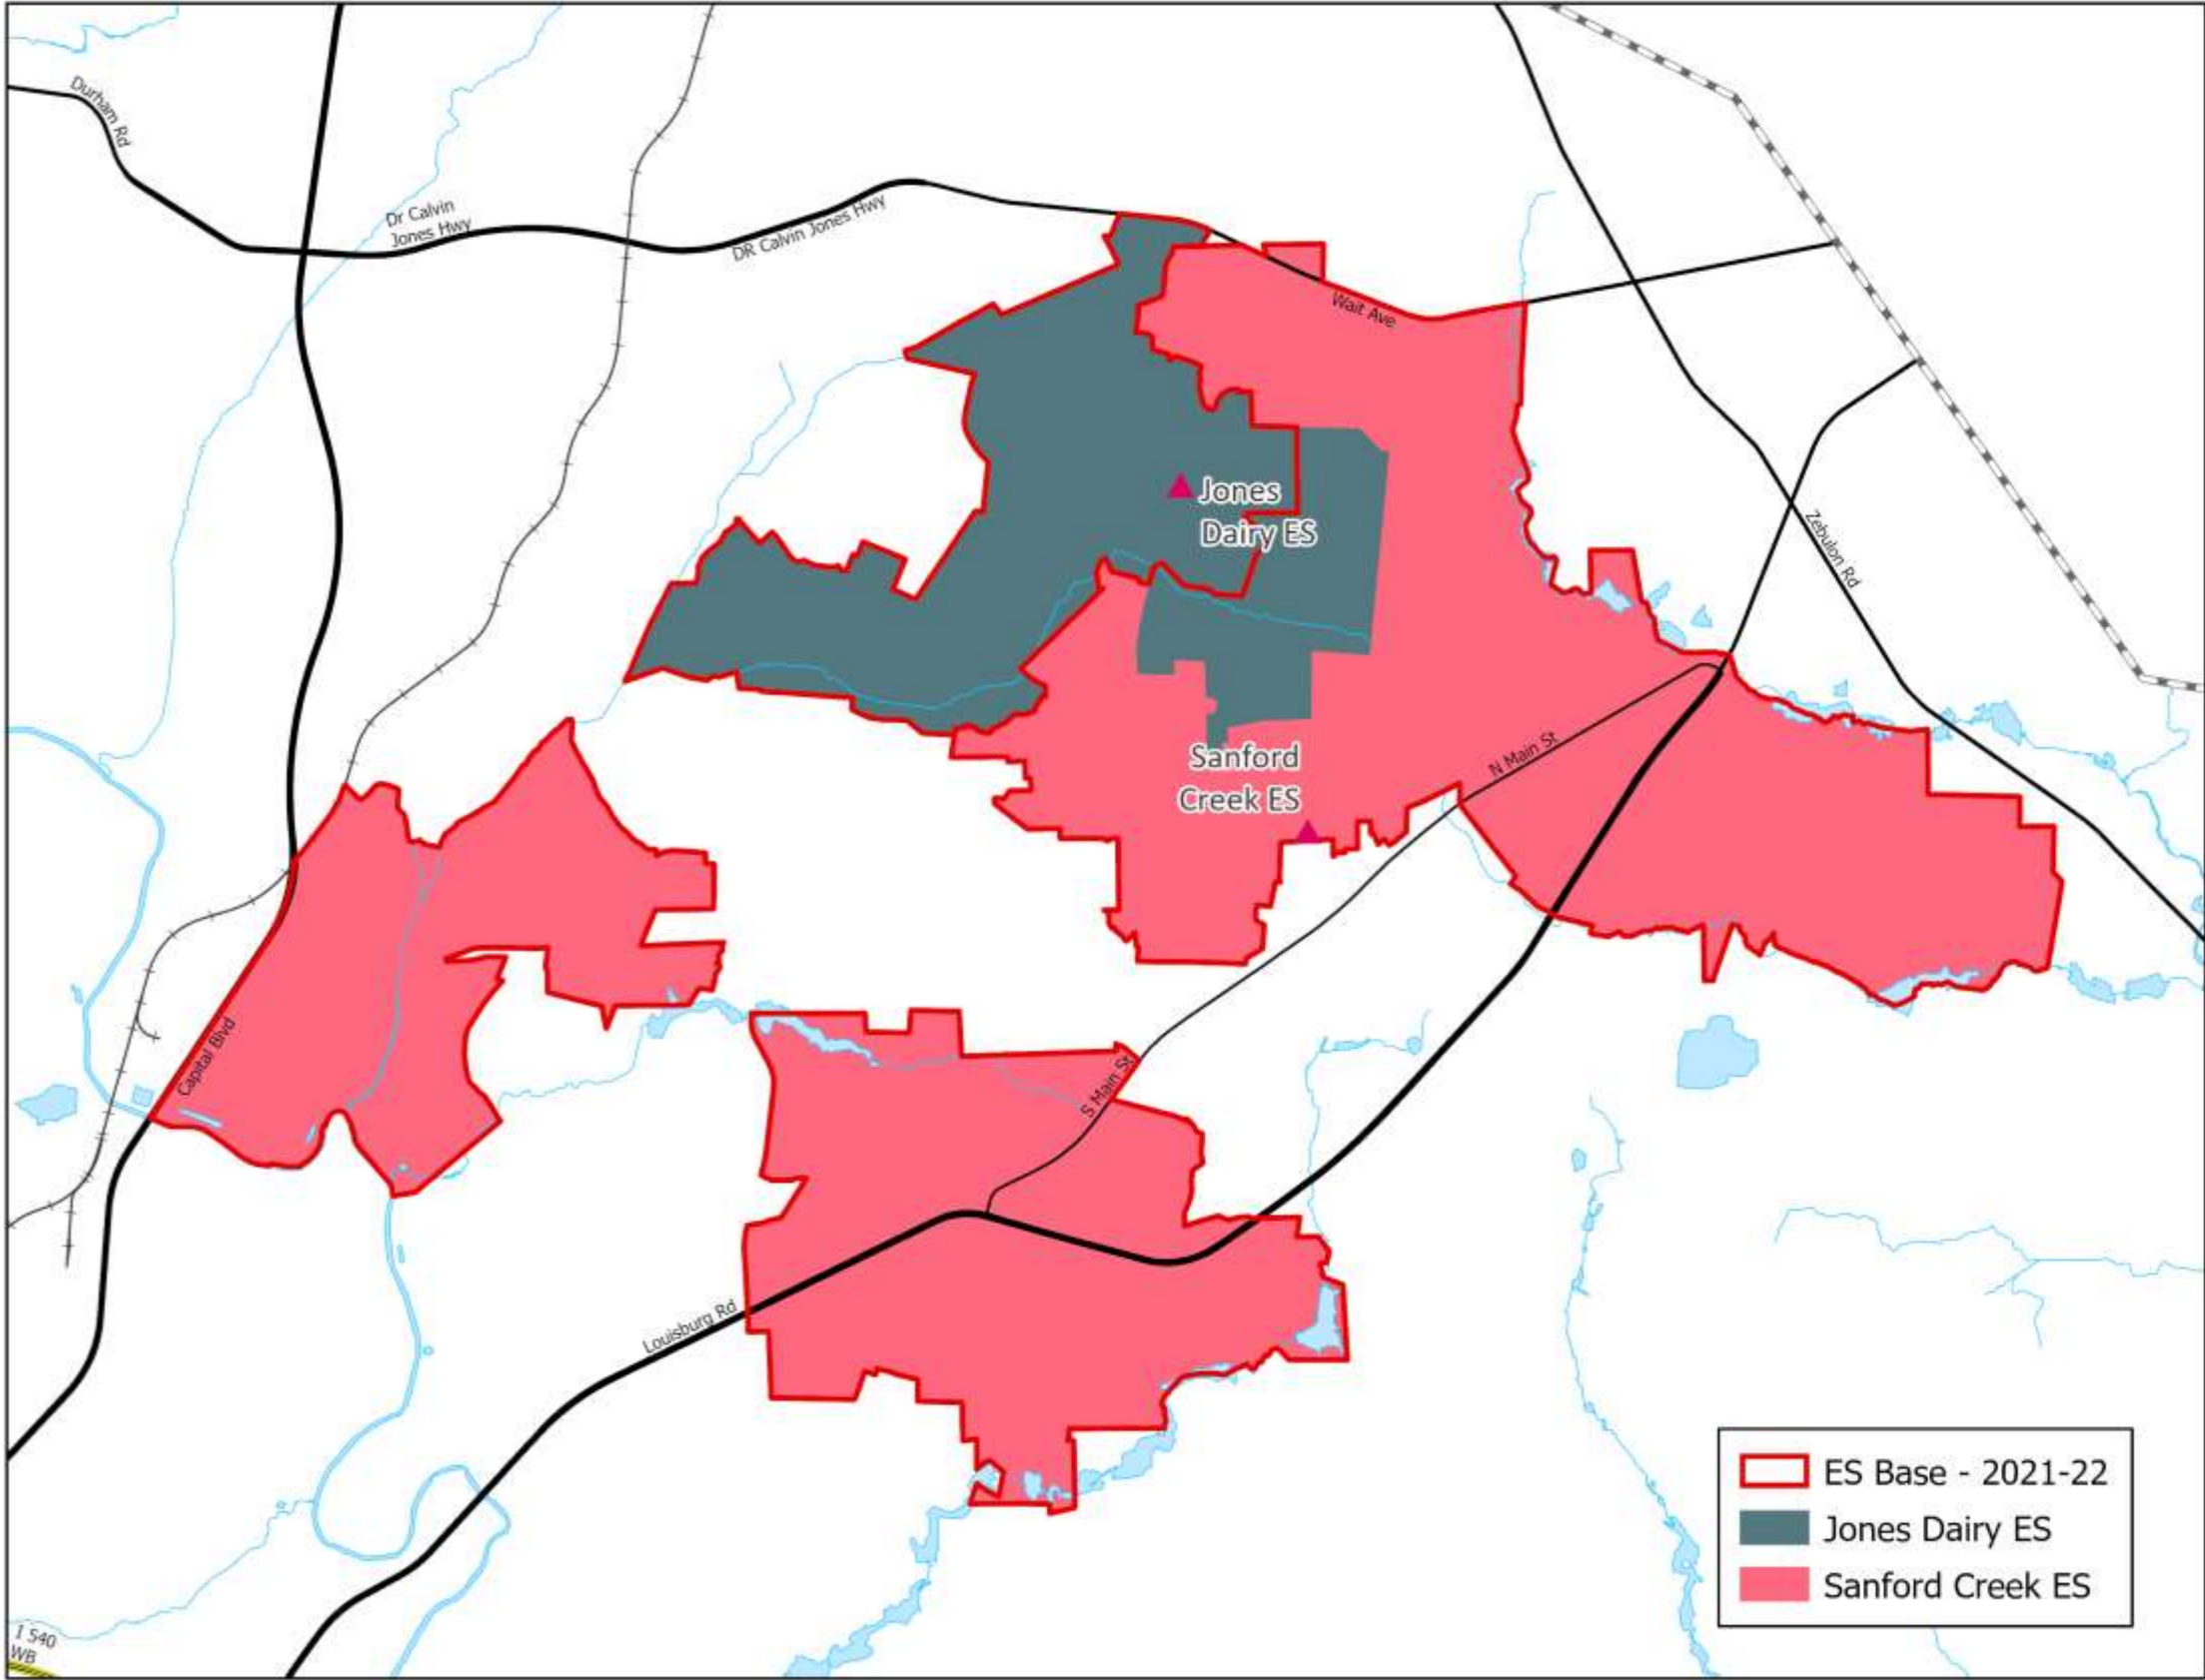 Durham Rd
Dr Calvin
Jones Hwy
DR Calvin Jones Hwy
Wait Ave
Jones
Dairy ES
Zebulon Rd
N Main St
Sanford
Creek ES
Capital Blvd
S Main St
Louisburg Rd
I 540
WB
ES Base - 2021-22
Jones Dairy ES
Sanford Creek ES